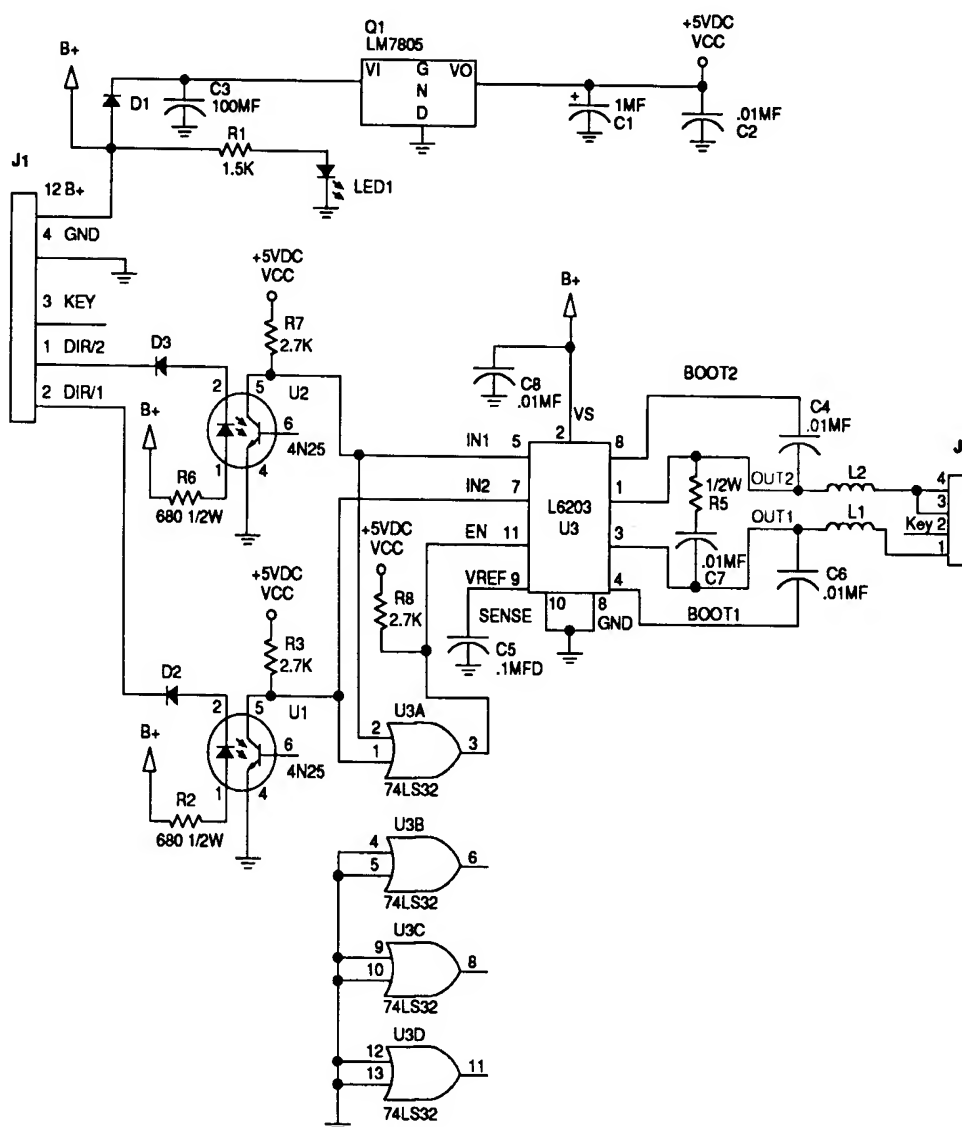 Q1
LM7805
VI
G
N
D
VO
+5VDC
VCC
B+
D1
C3
100MF
+
1MF
C1
.01MF
C2
R1
1.5K
LED1
J1
12 B+
4 GND
3 KEY
1 DIR/2
2 DIR/1
+5VDC
VCC
R7
2.7K
D3
2
5
U2
6
4N25
1
4
B+
R6
680 1/2W
B+
C8
.01MF
VS
2
BOOT2
C4
.01MF
IN1
5
8
IN2
7
1
EN
11
3
VREF
9
4
L6203
U3
10
8
SENSE
GND
BOOT1
1/2W
R5
.01MF
C7
OUT2
OUT1
L2
L1
C6
.01MF
J
4
3
Key
2
1
+5VDC
VCC
R8
2.7K
C5
.1MFD
+5VDC
VCC
R3
2.7K
D2
2
5
U1
6
4N25
1
4
B+
R2
680 1/2W
U3A
2
1
3
74LS32
U3B
4
5
6
74LS32
U3C
9
10
8
74LS32
U3D
12
13
11
74LS32